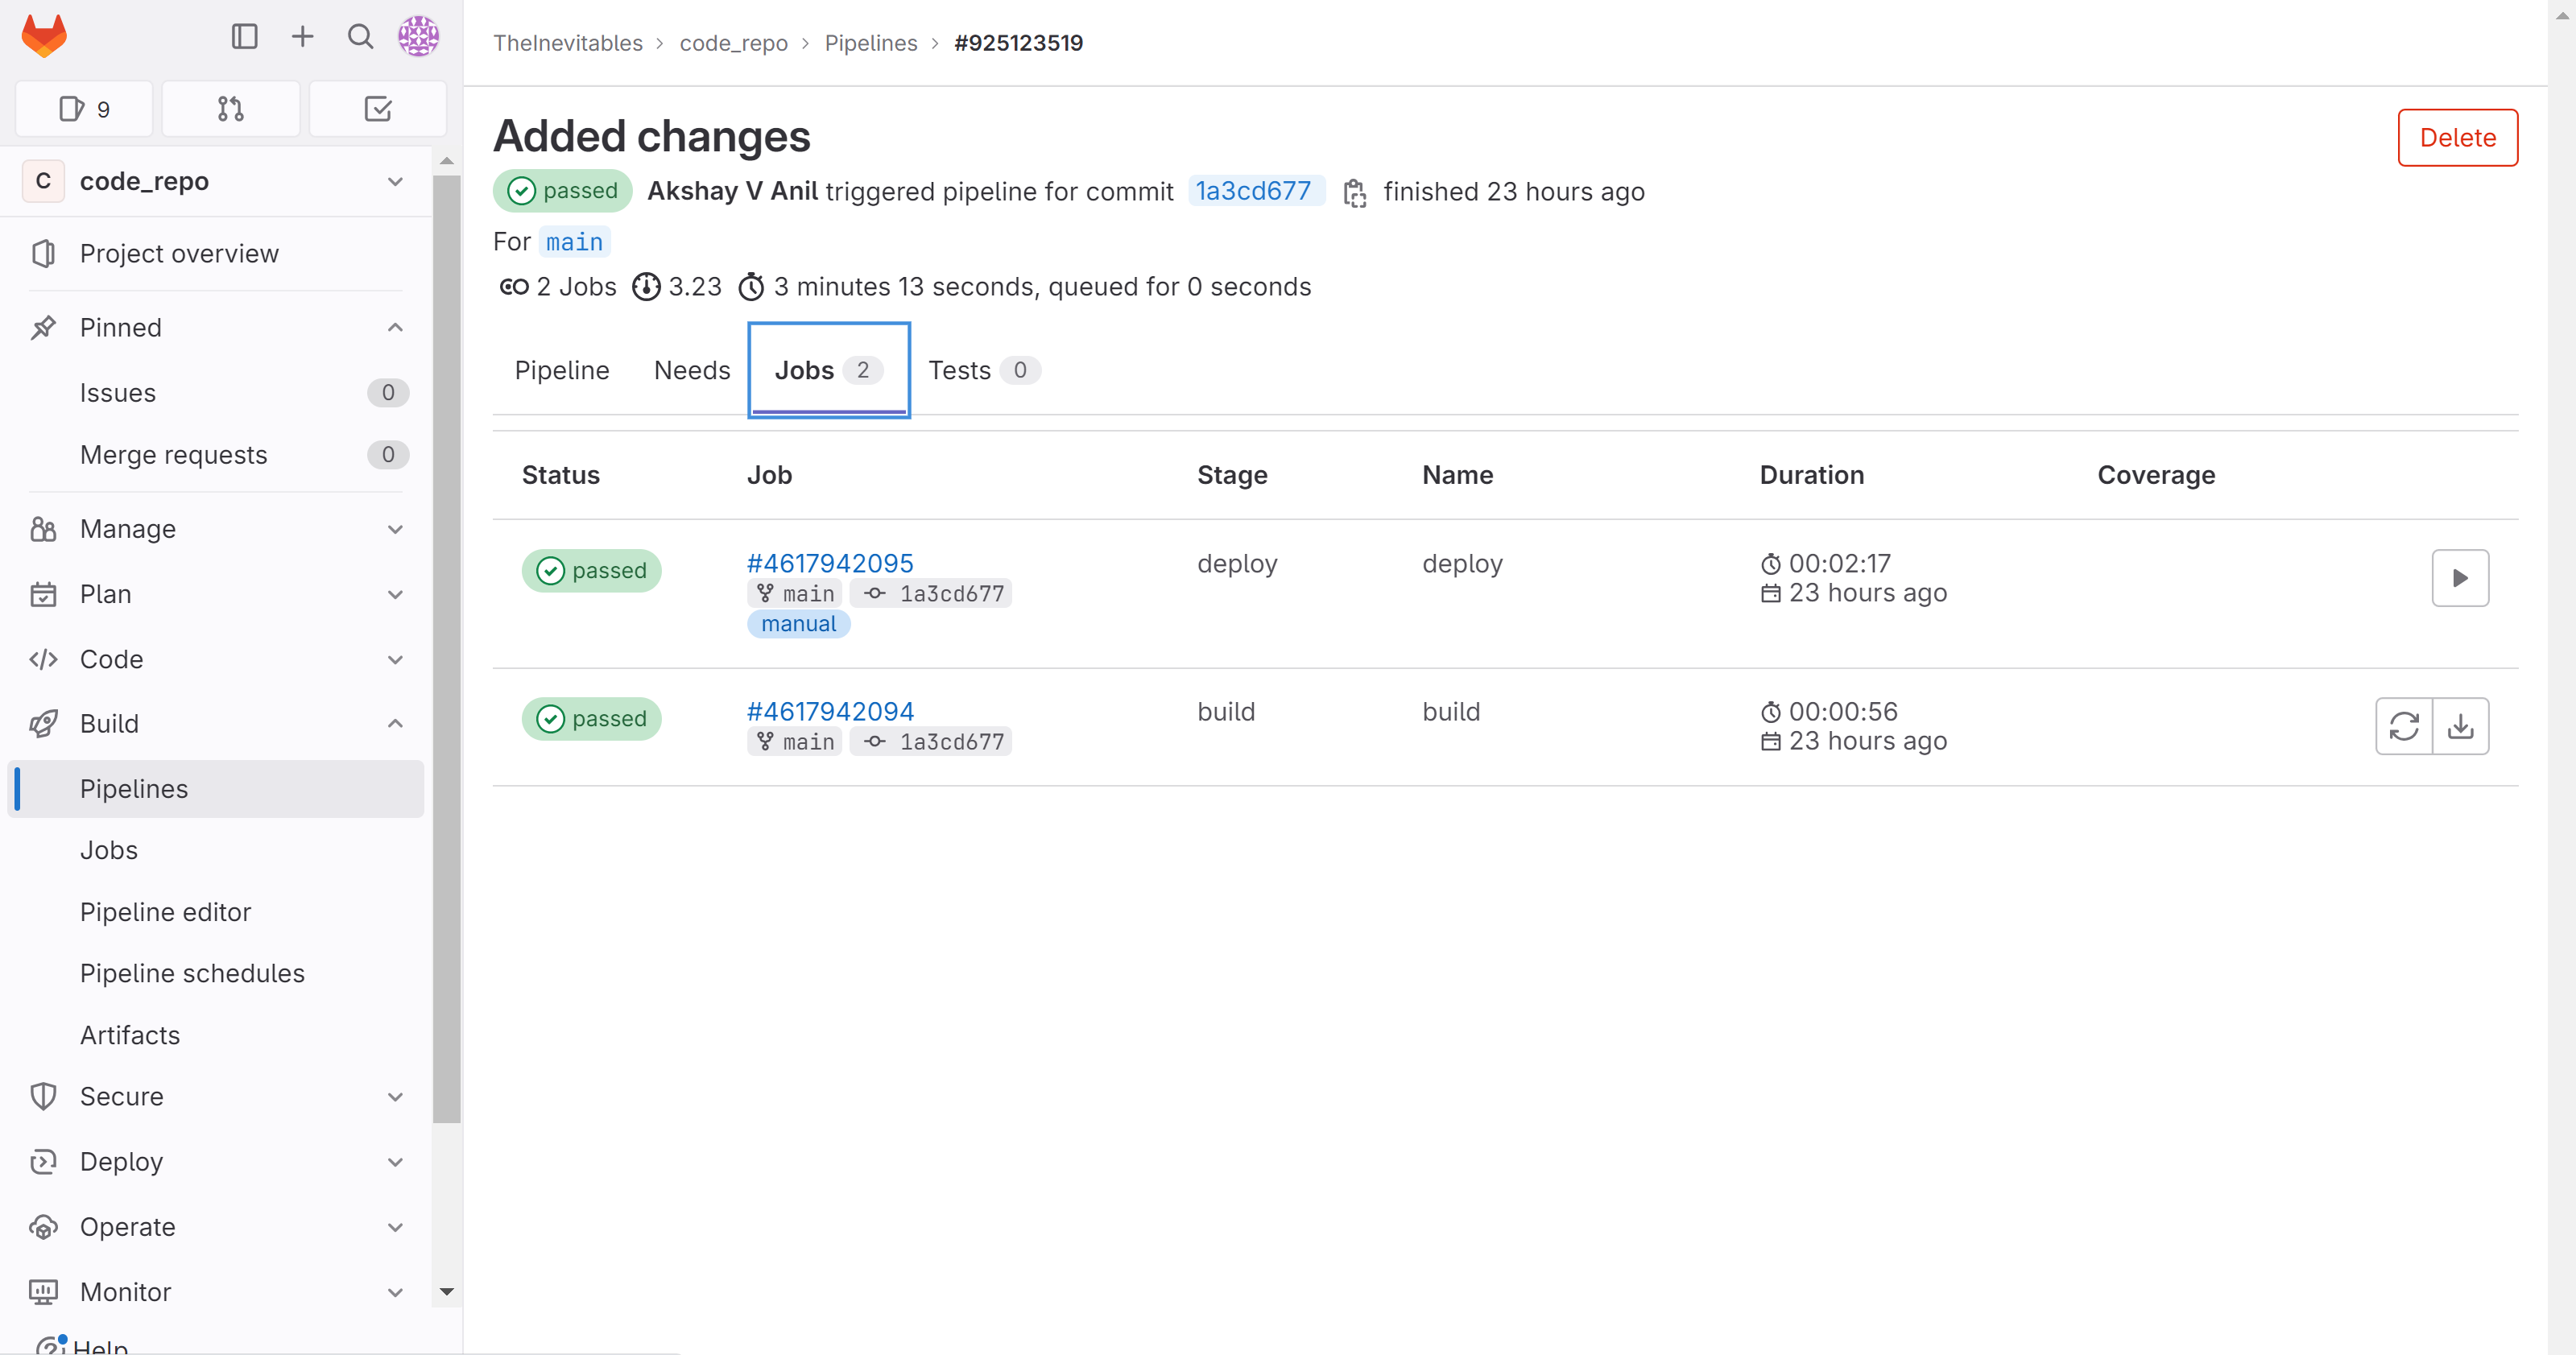 TheInevitables > code_repo > Pipelines > #925123519
9
C code_repo
Project overview
Pinned
Issues 0
Merge requests 0
Manage
Plan
Code
Build
Pipelines
Jobs
Pipeline editor
Pipeline schedules
Artifacts
Secure
Deploy
Operate
Monitor
Help
Added changes
Delete
passed Akshay V Anil triggered pipeline for commit 1a3cd677 finished 23 hours ago
For main
2 Jobs 3.23 3 minutes 13 seconds, queued for 0 seconds
Pipeline Needs Jobs 2 Tests 0
Status Job Stage Name Duration Coverage
passed #4617942095 deploy deploy 00:02:17
main 1a3cd677 23 hours ago
manual
passed #4617942094 build build 00:00:56
main 1a3cd677 23 hours ago